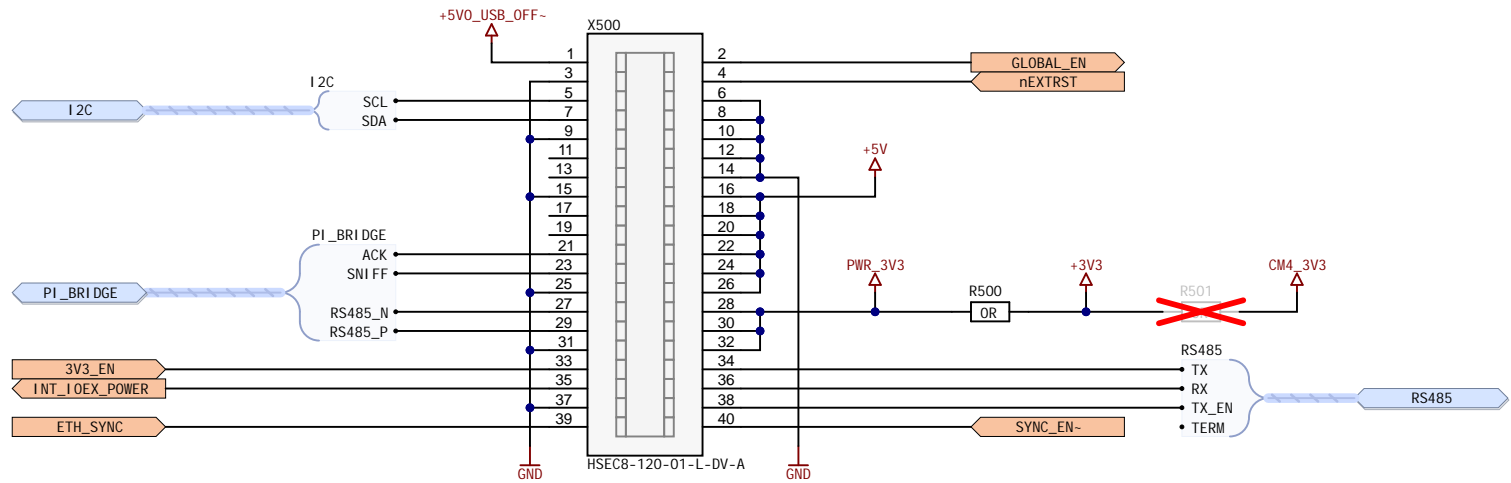 +5V0_USB_OFF~
X500
1 2 GLOBAL_EN
3 4 nEXTRST
I2C
I2C SCL 5 6
SDA 7 8
9 10
11 12 +5V
13 14
15 16
17 18
19 20
PI_BRIDGE
ACK 21 22
SNIFF 23 24 PWR_3V3 +3V3 CM4_3V3
PI_BRIDGE 25 26 R500 R501
RS485_N 27 28 0R
RS485_P 29 30
31 32 RS485
3V3_EN 33 34 TX
INT_IOEX_POWER 35 36 RX
37 38 TX_EN RS485
ETH_SYNC 39 40 SYNC_EN~ TERM
HSEC8-120-01-L-DV-A
GND GND